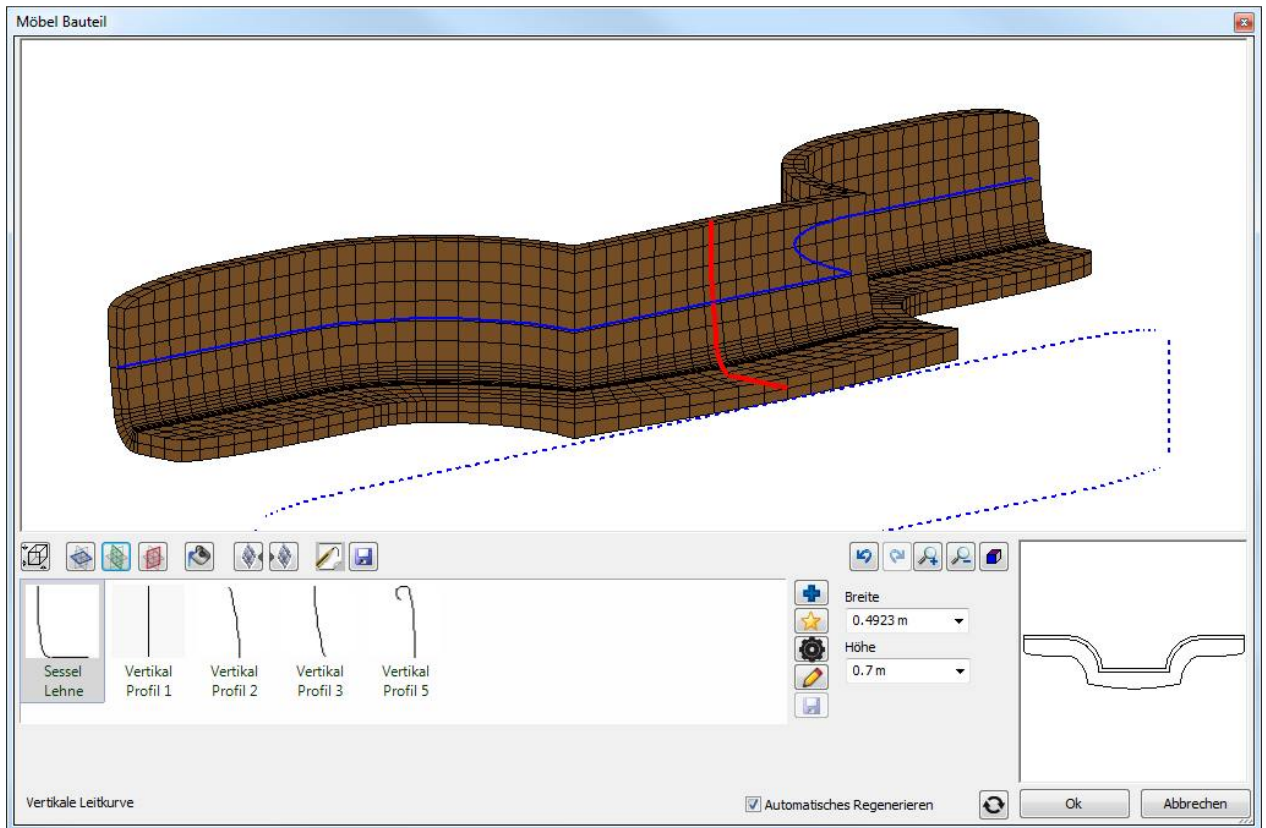 Möbel Bauteil
Breite
0.4923 m
Höhe
0.7 m
Sessel
Lehne
Vertikal
Profil 1
Vertikal
Profil 2
Vertikal
Profil 3
Vertikal
Profil 5
Vertikale Leitkurve
Automatisches Regenerieren
Ok
Abbrechen